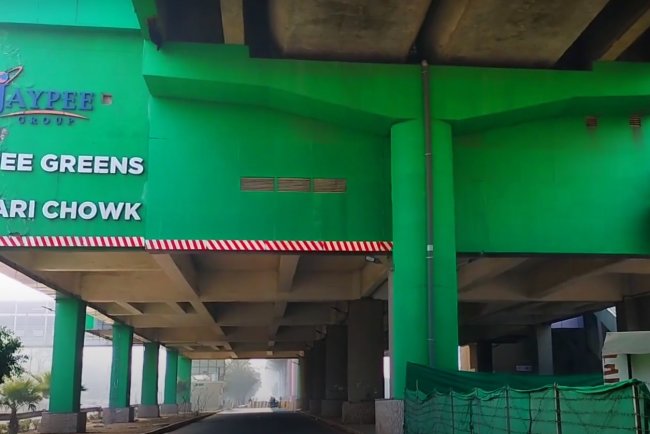 JAYPEE
GROUP
EE GREENS
ARI CHOWK